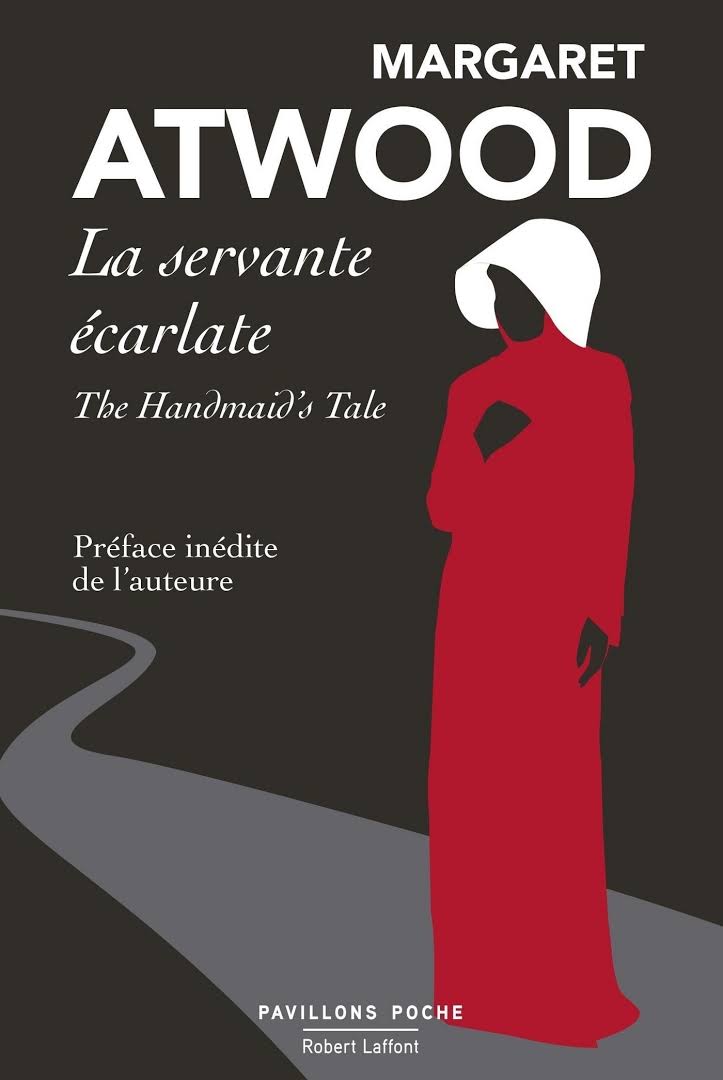 MARGARET
ATWOOD
La servante
écarlate
The Handmaid's Tale
Préface inédite
de l'auteure
PAVILLONS POCHE
Robert Laffont